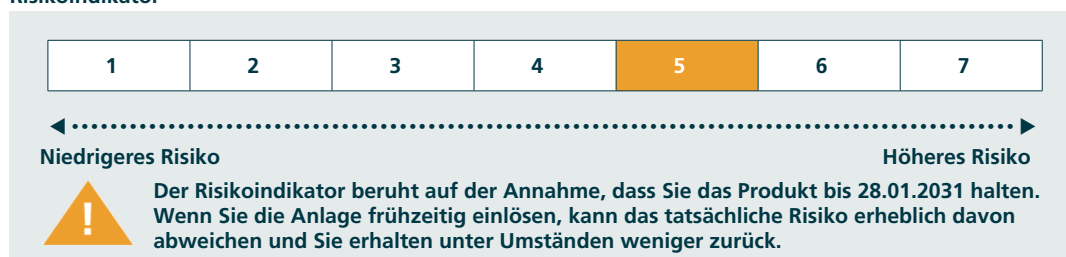 Risikoindikator
1 2 3 4 5 6 7
Niedrigeres Risiko Höheres Risiko
! Der Risikoindikator beruht auf der Annahme, dass Sie das Produkt bis 28.01.2031 halten.
Wenn Sie die Anlage frühzeitig einlösen, kann das tatsächliche Risiko erheblich davon
abweichen und Sie erhalten unter Umständen weniger zurück.